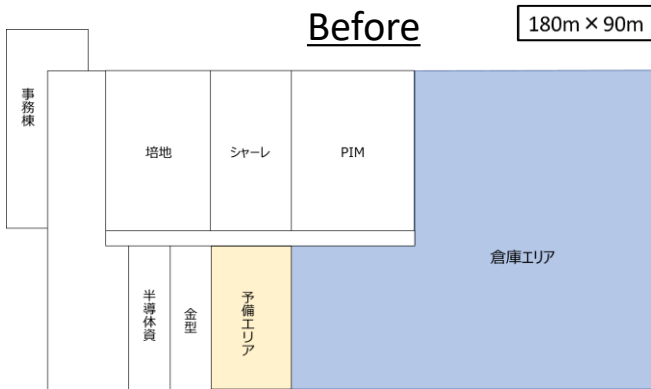 Before
180m×90m
事務棟
培地
シャーレ
PIM
倉庫エリア
半導体資
金型
予備エリア